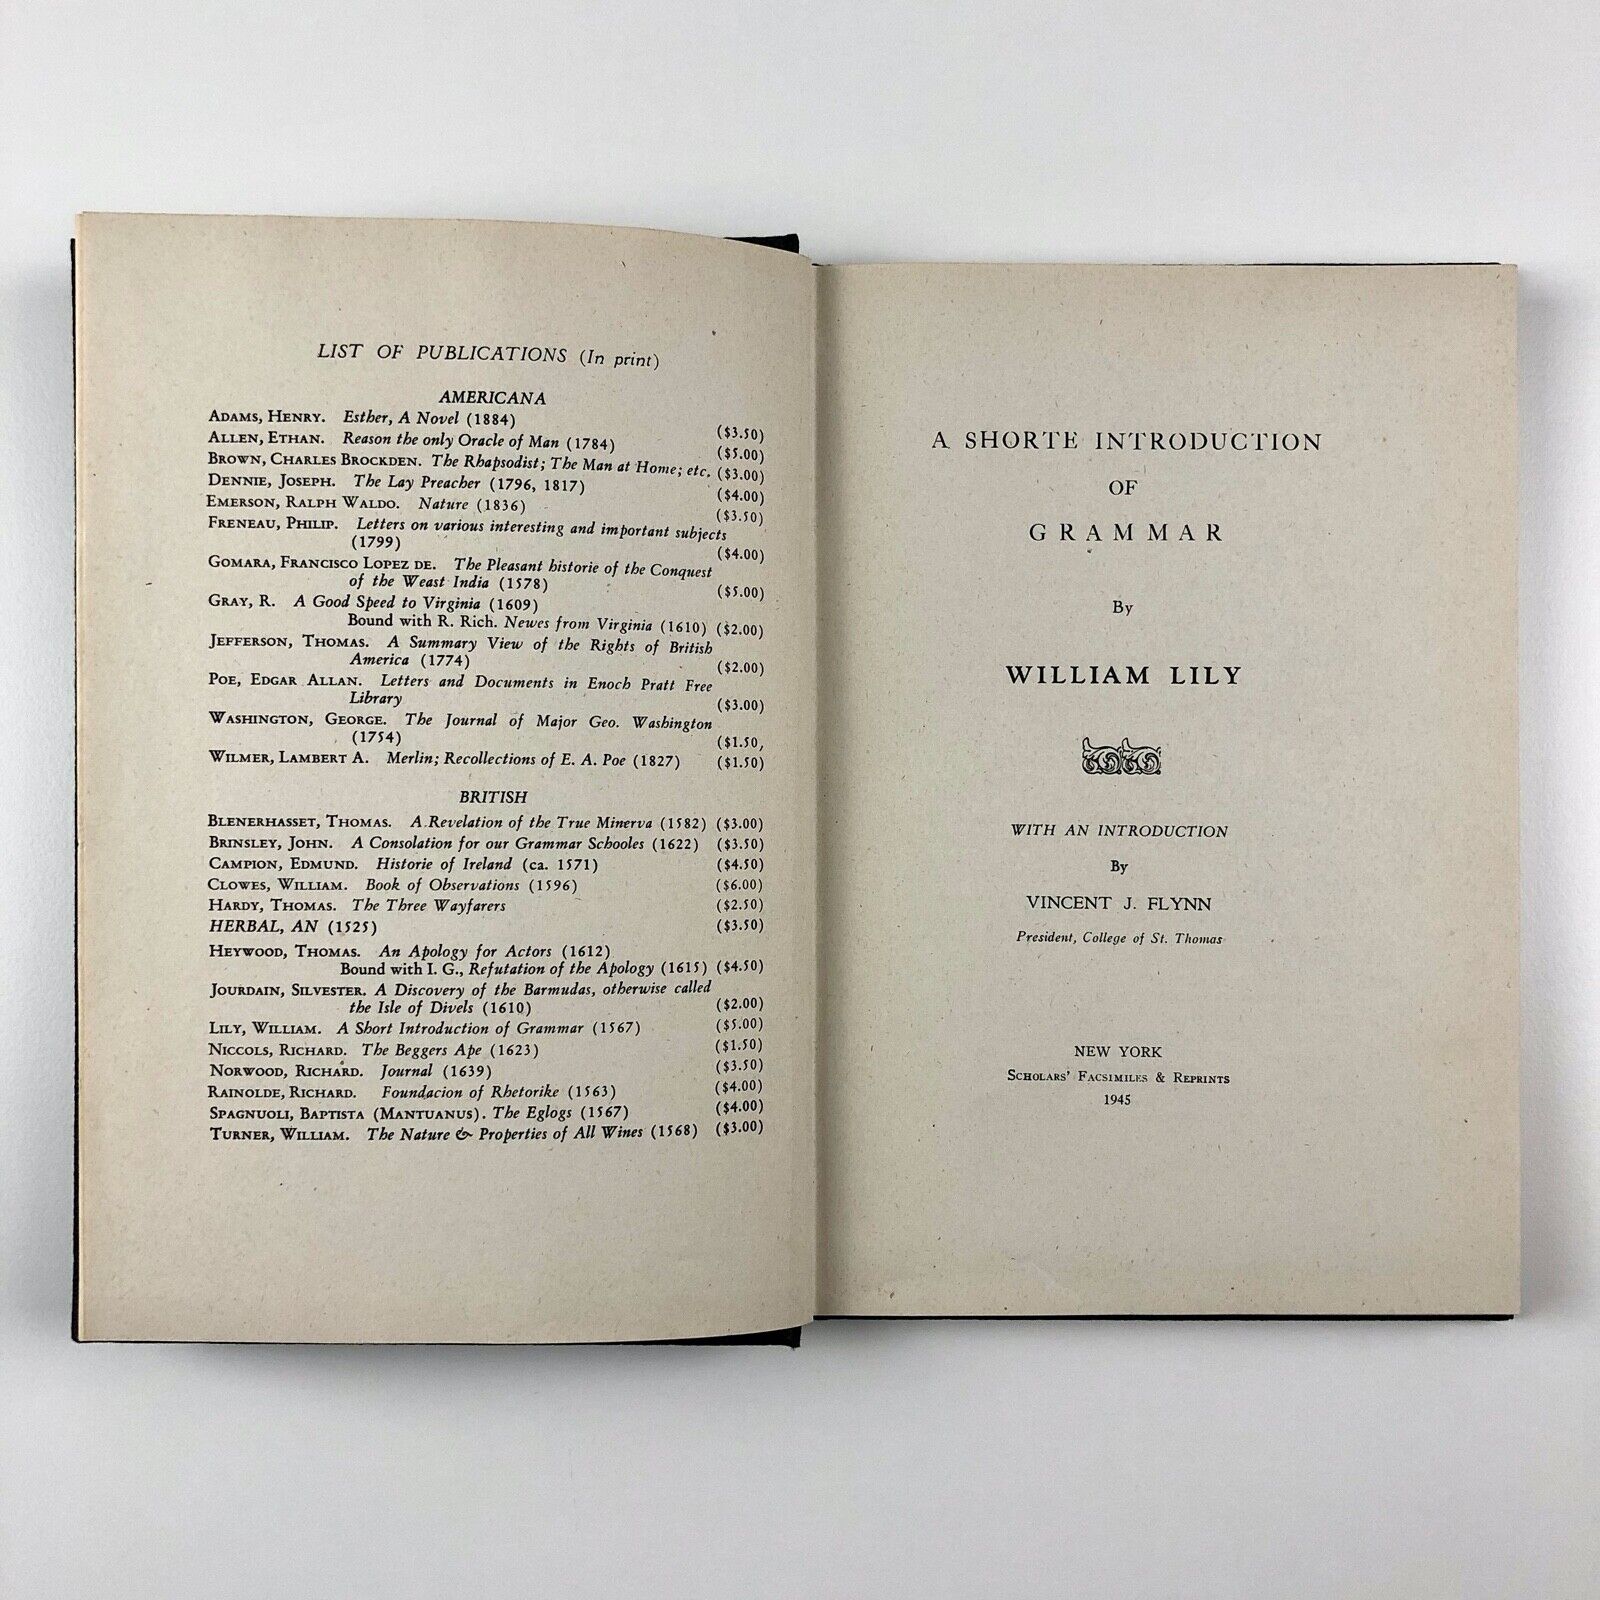 LIST OF PUBLICATIONS (In print)
AMERICANA
ADAMS, HENRY. Esther, A Novel (1884) ($3.50)
ALLEN, ETHAN. Reason the only Oracle of Man (1784) ($5.00)
BROWN, CHARLES BROCKDEN. The Rhapsodist; The Man at Home; etc. ($3.00)
DENNIE, JOSEPH. The Lay Preacher (1796, 1817) ($4.00)
EMERSON, RALPH WALDO. Nature (1836) ($3.50)
FRENEAU, PHILIP. Letters on various interesting and important subjects
(1799) ($4.00)
GOMARA, FRANCISCO LOPEZ DE. The Pleasant historie of the Conquest
of the Weast India (1578) ($5.00)
GRAY, R. A Good Speed to Virginia (1609)
Bound with R. Rich. Newes from Virginia (1610) ($2.00)
JEFFERSON, THOMAS. A Summary View of the Rights of British
America (1774) ($2.00)
POE, EDGAR ALLAN. Letters and Documents in Enoch Pratt Free
Library ($3.00)
WASHINGTON, GEORGE. The Journal of Major Geo. Washington
(1754) ($1.50,
WILMER, LAMBERT A. Merlin; Recollections of E. A. Poe (1827) ($1.50)
BRITISH
BLENERHASSET, THOMAS. A Revelation of the True Minerva (1582) ($3.00)
BRINSLEY, JOHN. A Consolation for our Grammar Schooles (1622) ($3.50)
CAMPION, EDMUND. Historie of Ireland (ca. 1571) ($4.50)
CLOWES, WILLIAM. Book of Observations (1596) ($6.00)
HARDY, THOMAS. The Three Wayfarers ($2.50)
HERBAL, AN (1525) ($3.50)
HEYWOOD, THOMAS. An Apology for Actors (1612)
Bound with I. G., Refutation of the Apology (1615) ($4.50)
JOURDAIN, SILVESTER. A Discovery of the Barmudas, otherwise called
the Isle of Divels (1610) ($2.00)
LILY, WILLIAM. A Short Introduction of Grammar (1567) ($5.00)
NICCOLS, RICHARD. The Beggers Ape (1623) ($1.50)
NORWOOD, RICHARD. Journal (1639) ($3.50)
RAINOLDE, RICHARD. Foundacion of Rhetorike (1563) ($4.00)
SPAGNUOLI, BAPTISTA (MANTUANUS). The Eglogs (1567) ($4.00)
TURNER, WILLIAM. The Nature & Properties of All Wines (1568) ($3.00)
A SHORTE INTRODUCTION
OF
GRAMMAR
By
WILLIAM LILY
WITH AN INTRODUCTION
By
VINCENT J. FLYNN
President, College of St. Thomas
NEW YORK
SCHOLARS' FACSIMILES & REPRINTS
1945